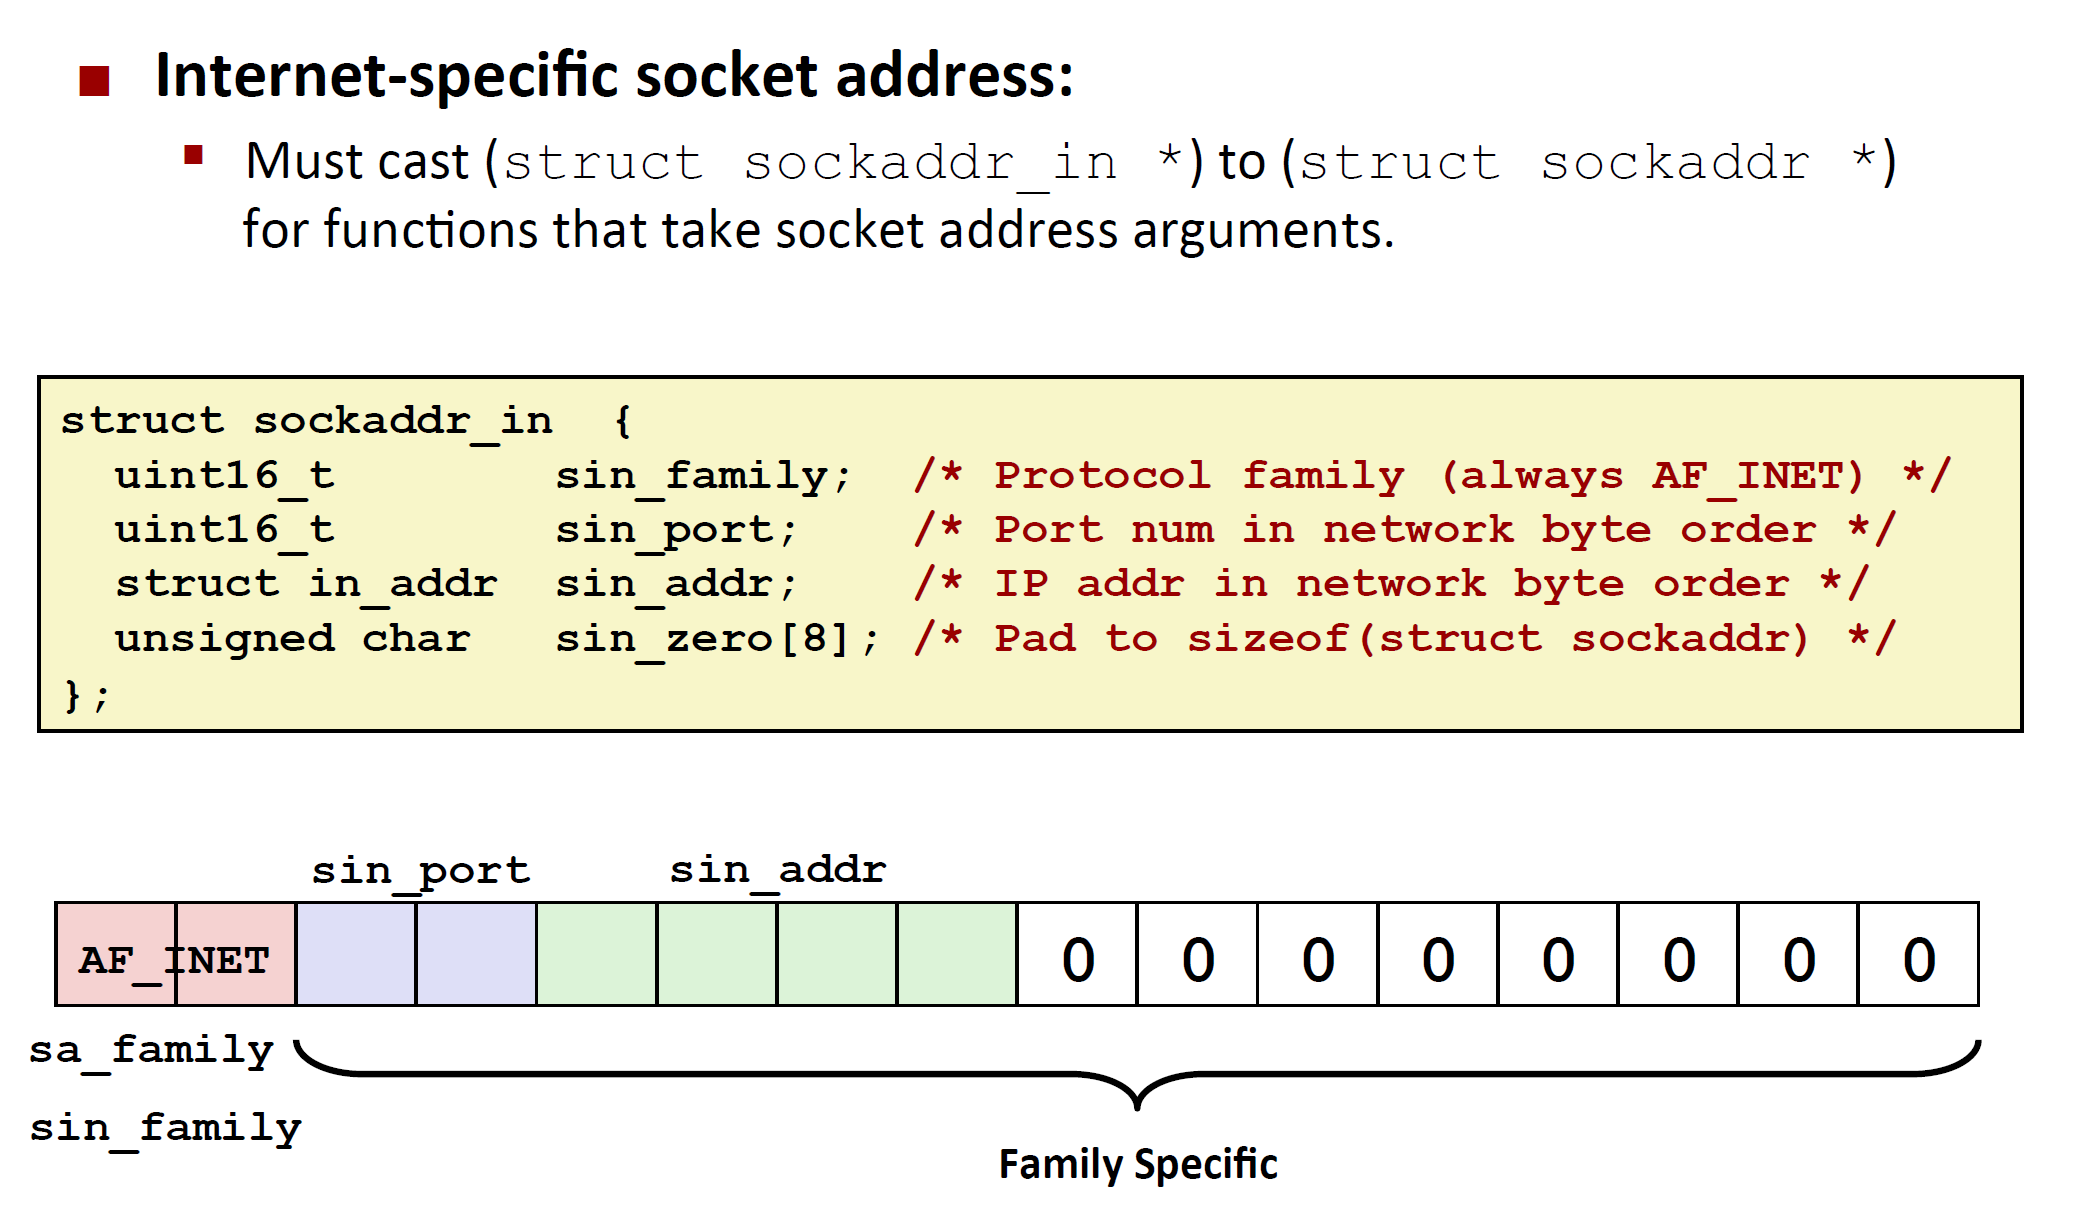 Internet-specific socket address:
Must cast (struct sockaddr_in *) to (struct sockaddr *)
for functions that take socket address arguments.
struct sockaddr_in  {
  uint16_t        sin_family;  /* Protocol family (always AF_INET) */
  uint16_t        sin_port;    /* Port num in network byte order */
  struct in_addr  sin_addr;    /* IP addr in network byte order */
  unsigned char   sin_zero[8]; /* Pad to sizeof(struct sockaddr) */
};
sin_port sin_addr
AF_INET 0 0 0 0 0 0 0 0
sa_family
sin_family
Family Specific